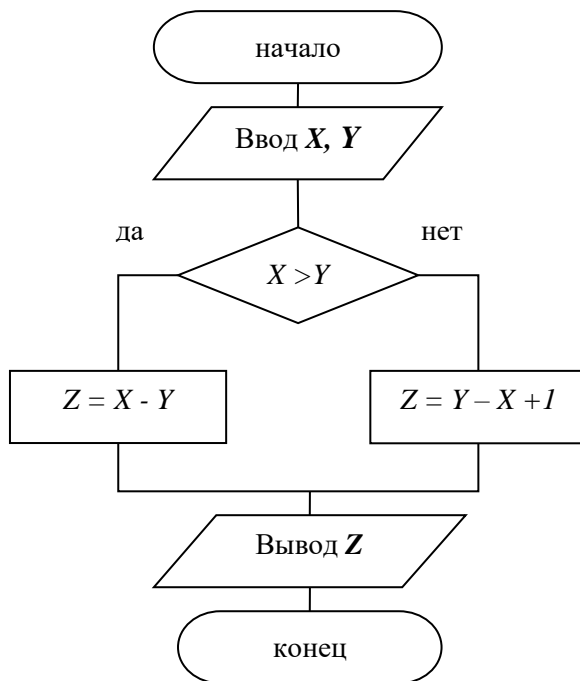 начало
Ввод X, Y
да
нет
X >Y
Z = X - Y
Z = Y – X +1
Вывод Z
конец